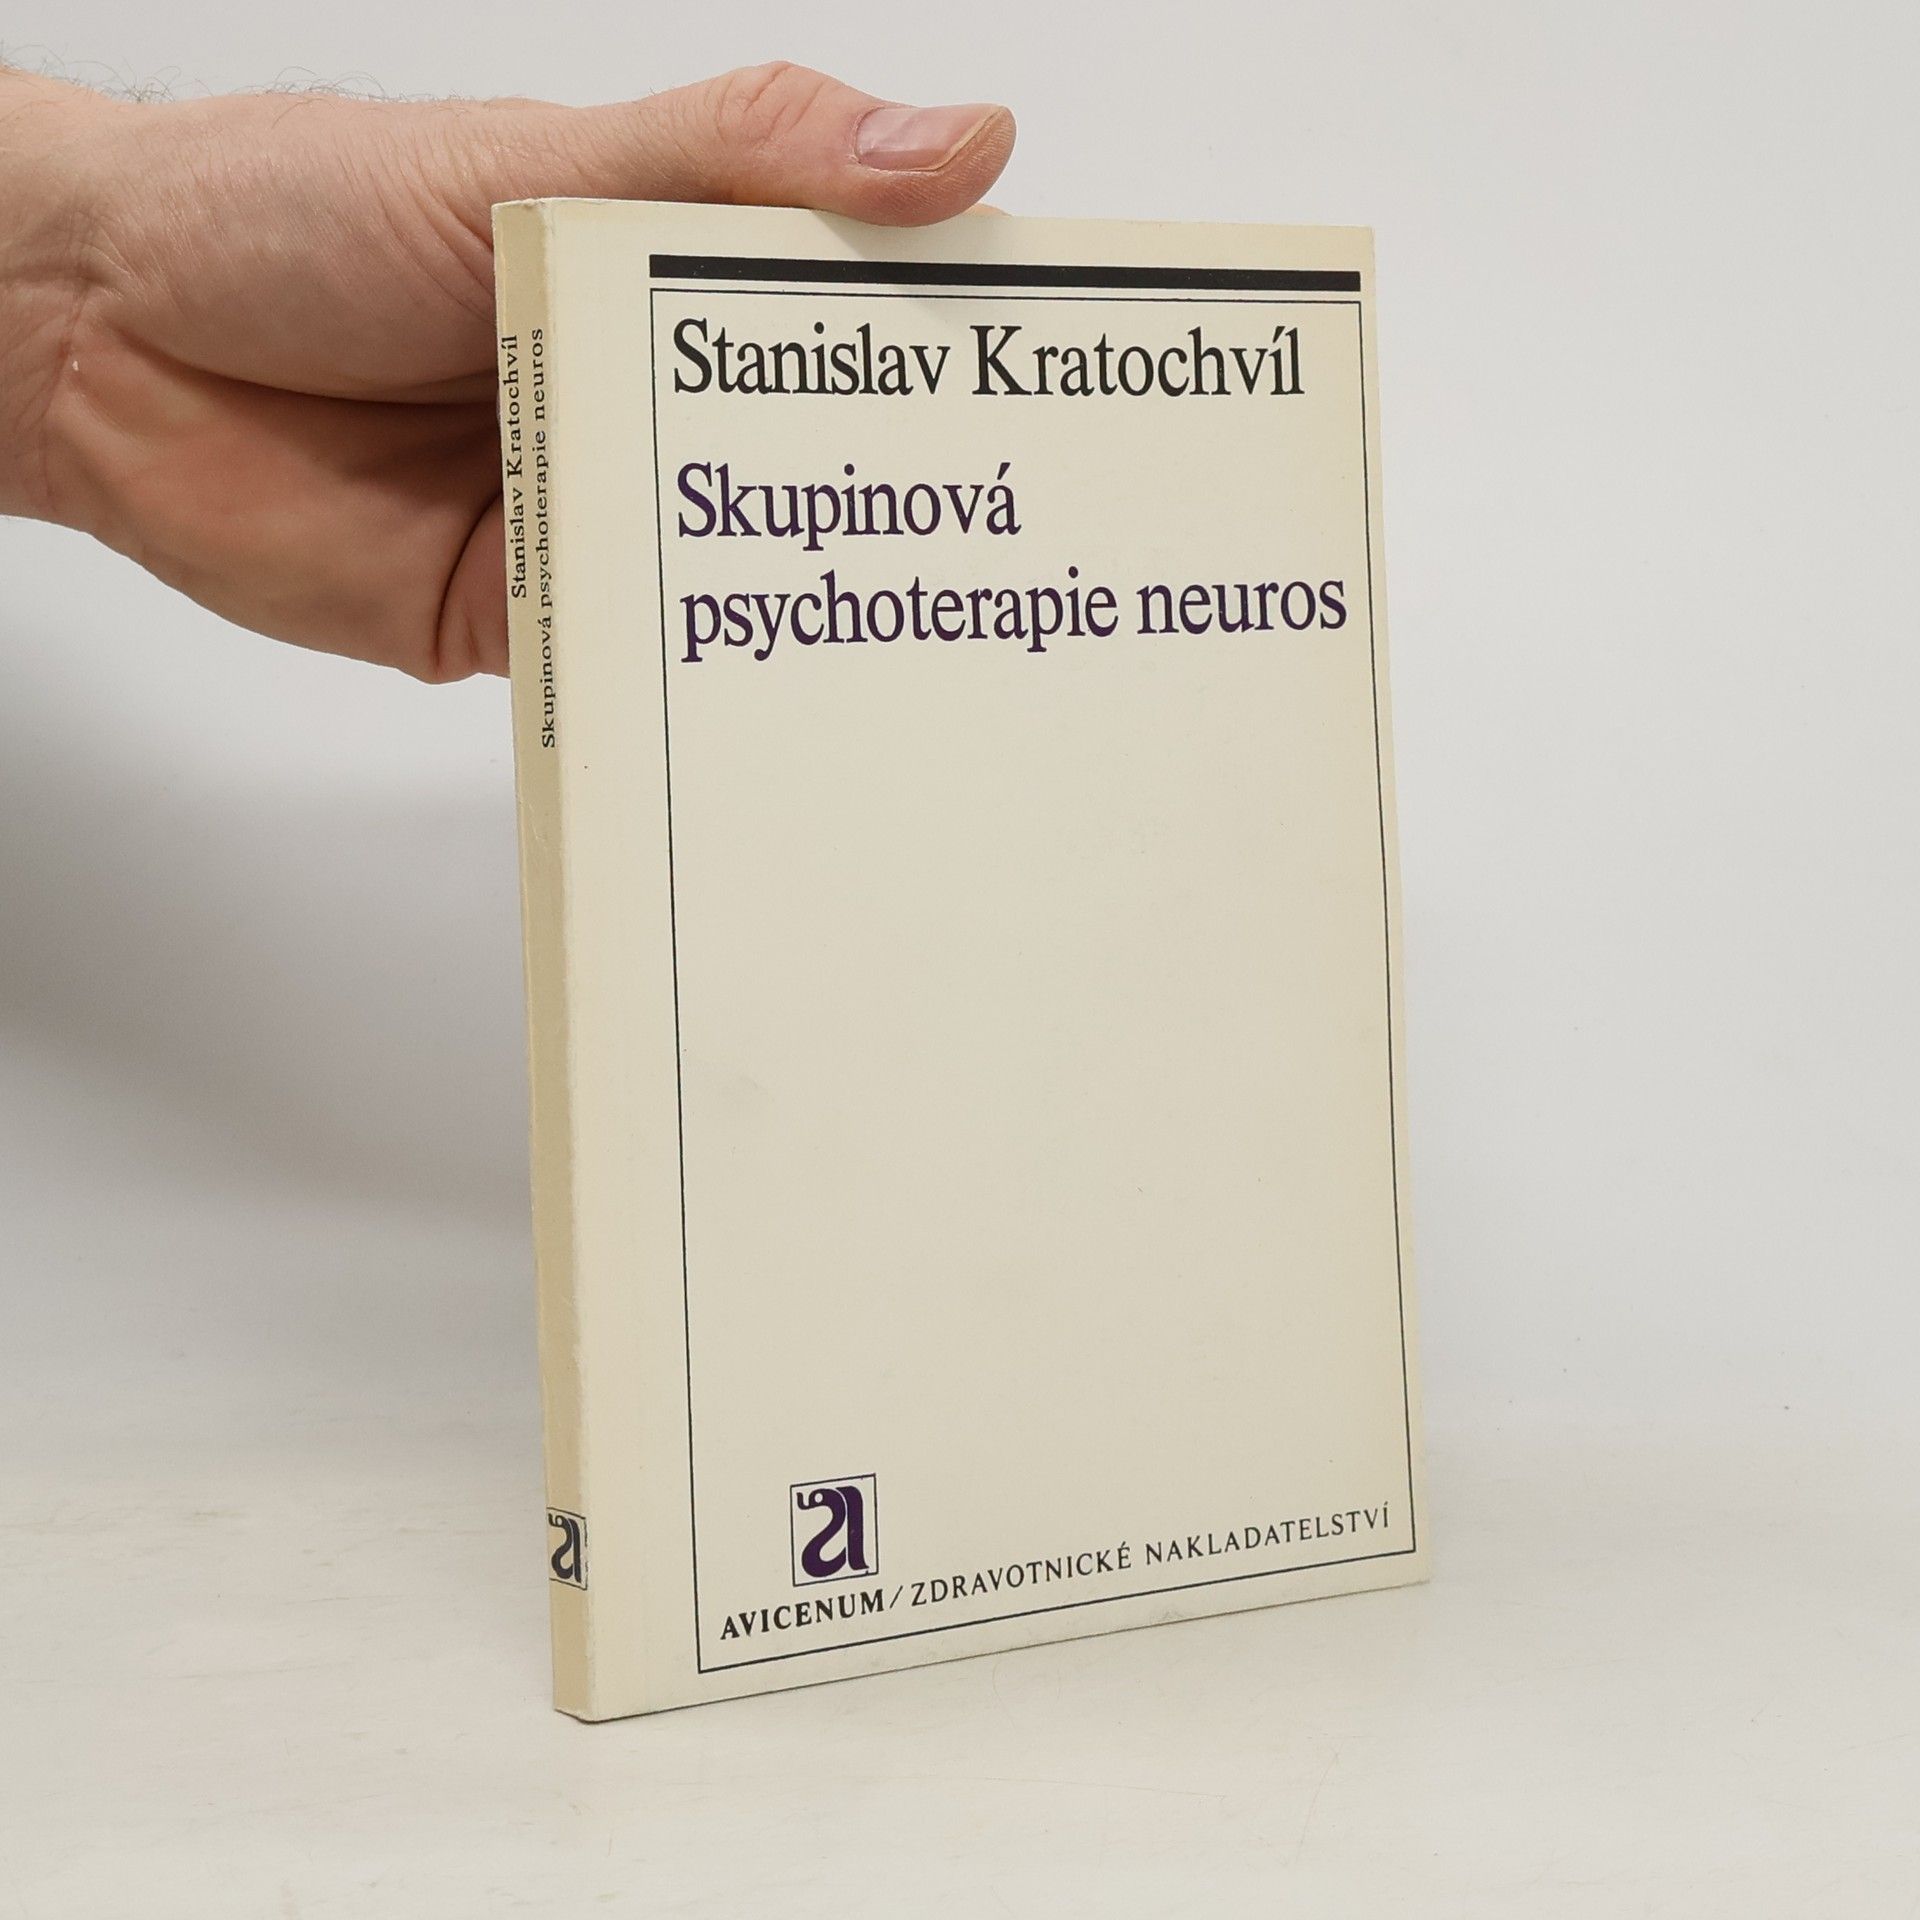 Stanislav Kratochvíl
Skupinová psychoterapie neuros
Stanislav Kratochvíl
Skupinová
psychoterapie neuros
a
a
AVICENUM/ZDRAVOTNICKÉ NAKLADATELSTVÍ